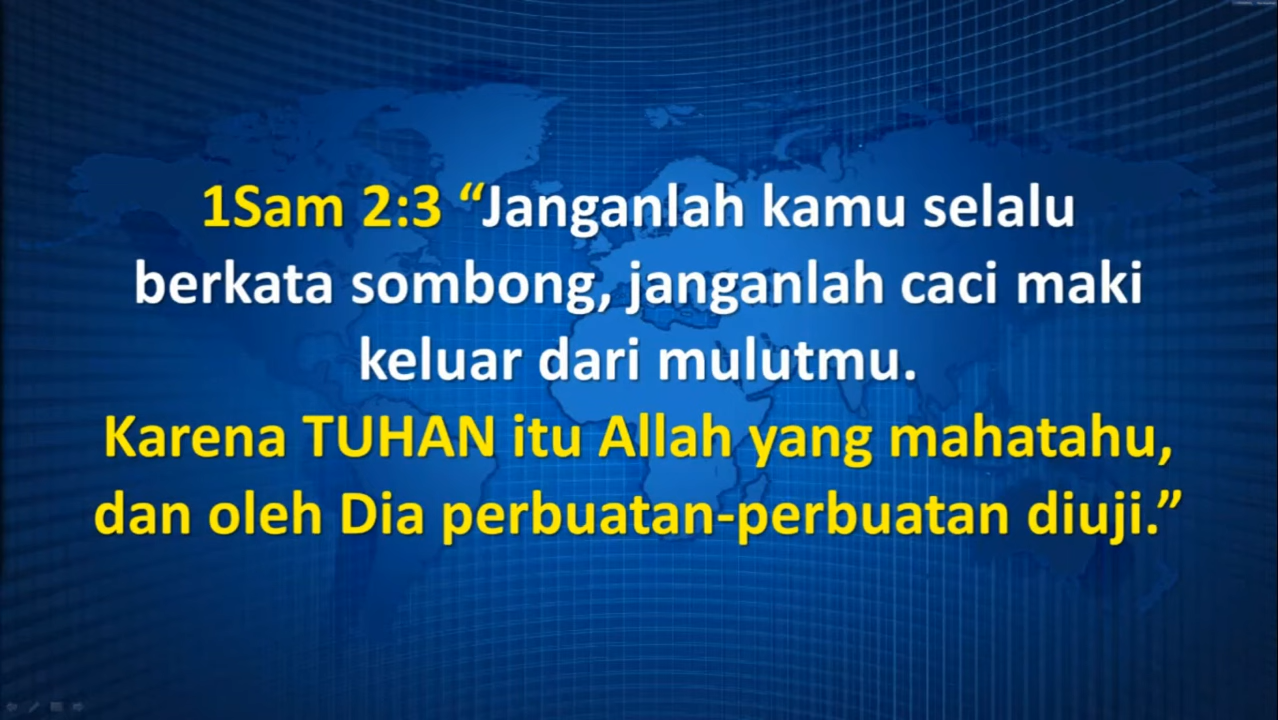 1Sam 2:3 “Janganlah kamu selalu
berkata sombong, janganlah caci maki
keluar dari mulutmu.
Karena TUHAN itu Allah yang mahatahu,
dan oleh Dia perbuatan-perbuatan diuji.”